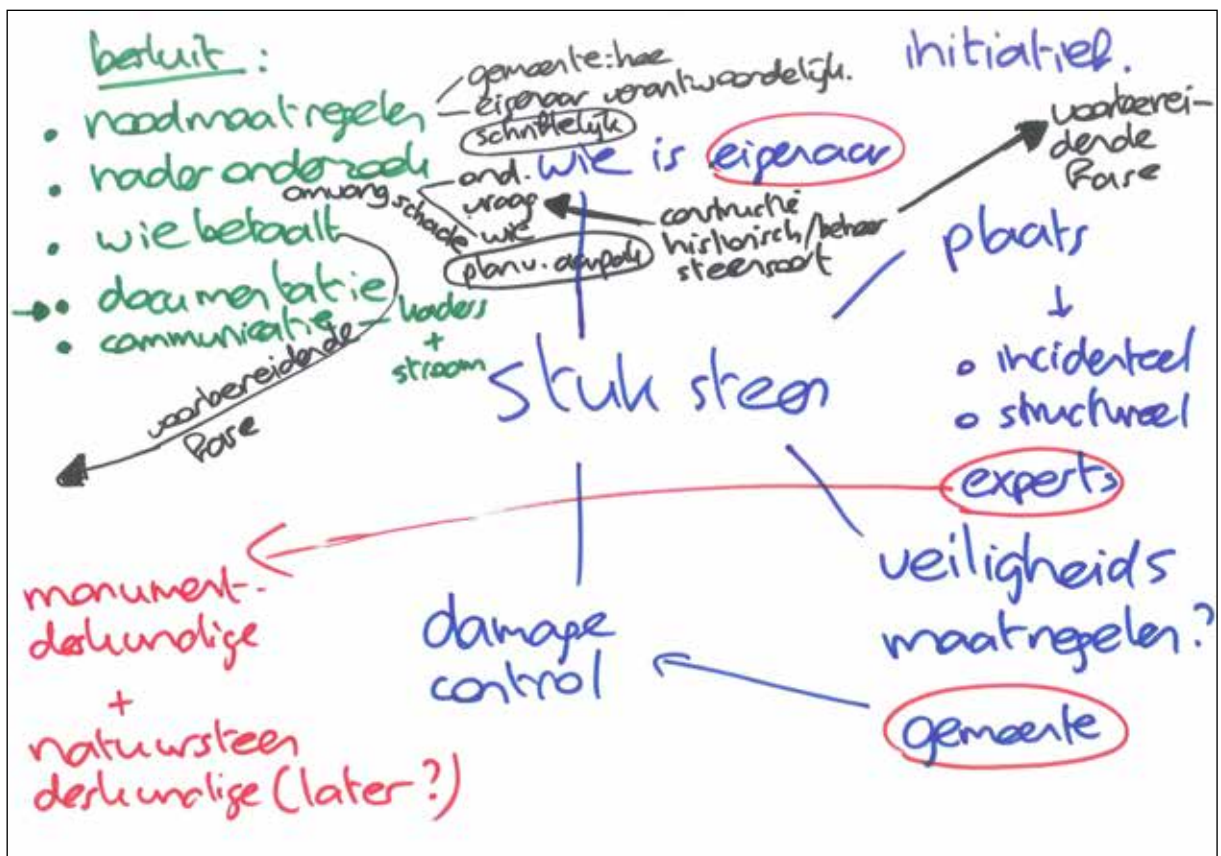 besluit :
• noodmaatregelen
• nader onderzoek
• wie betaalt
• documentatie
• communicatie
kaders
+
stroom
gemeente: hoe
eigenaar verantwoordelijk.
schriftelijk
omvang schade
ond.
vraag
wie
plan v. aanpak
constructie
historisch/beheer
steensoort
voorbereidende
fase
initiatief.
voorberei-
dende
fase
wie is eigenaar
plaats
• incidenteel
• structureel
experts
stuk steen
veiligheids
maatregelen?
gemeente
damage
control
monument-
deskundige
+
natuursteen
deskundige (later?)